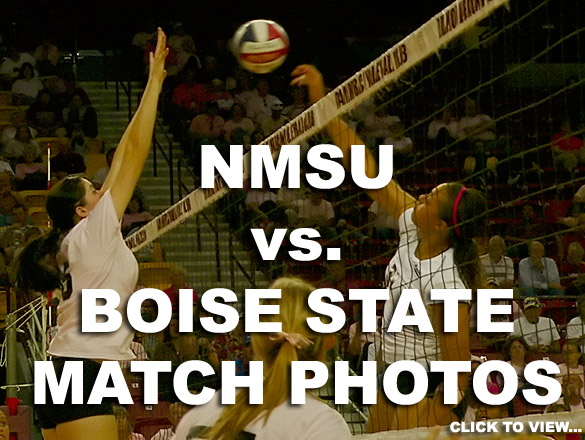 NMSU
vs.
BOISE STATE
MATCH PHOTOS
CLICK TO VIEW...